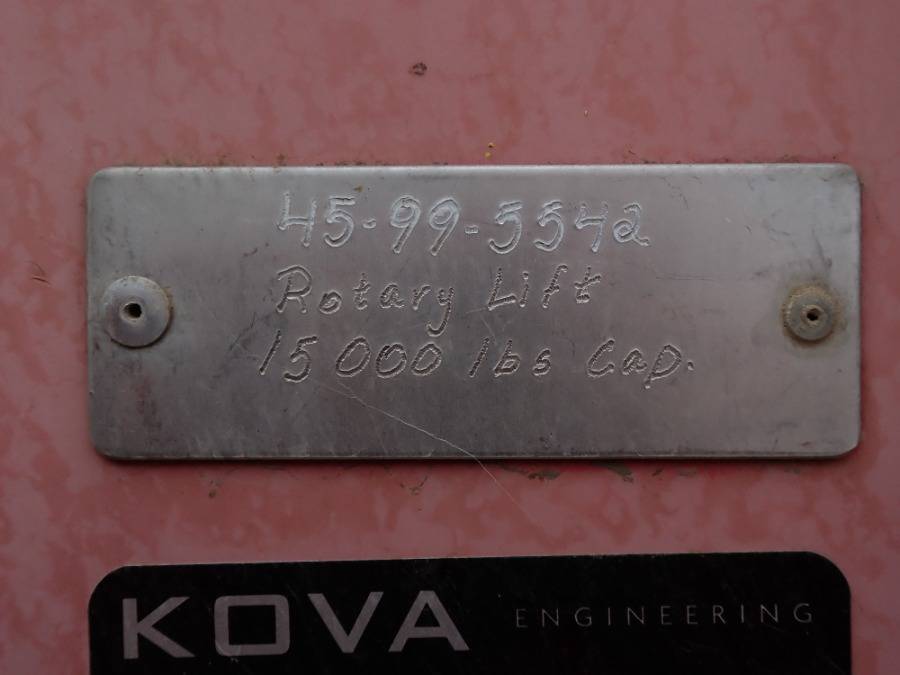 45-99-5542
Rotary Lift
15000 lbs Cap.
KOVA ENGINEERING